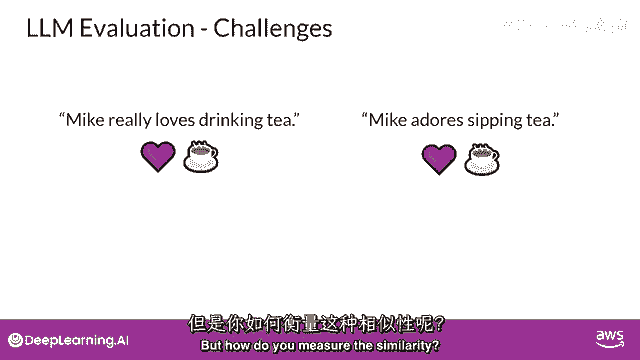 LLM Evaluation - Challenges
“Mike really loves drinking tea.”
“Mike adores sipping tea.”
但是你如何衡量这种相似性呢?
But how do you measure the similarity?
DeepLearning.AI
aws